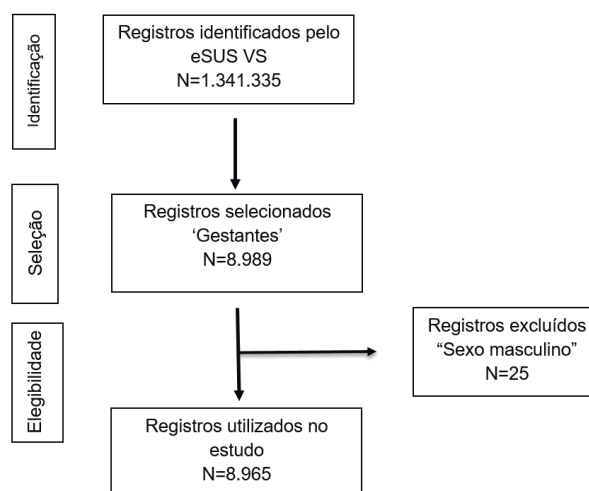 Identificação
Registros identificados pelo
eSUS VS
N=1.341.335
Seleção
Registros selecionados
‘Gestantes’
N=8.989
Elegibilidade
Registros excluídos
“Sexo masculino”
N=25
Registros utilizados no
estudo
N=8.965